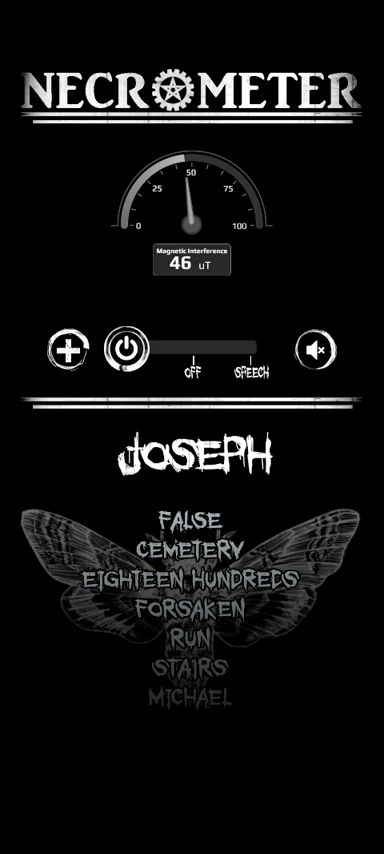 NECROMETER
50
25 75
0 100
Magnetic Interference
46 uT
OFF SPEECH
JOSEPH
FALSE
CEMETERY
EIGHTEEN HUNDREDS
FORSAKEN
RUN
STAIRS
MICHAEL